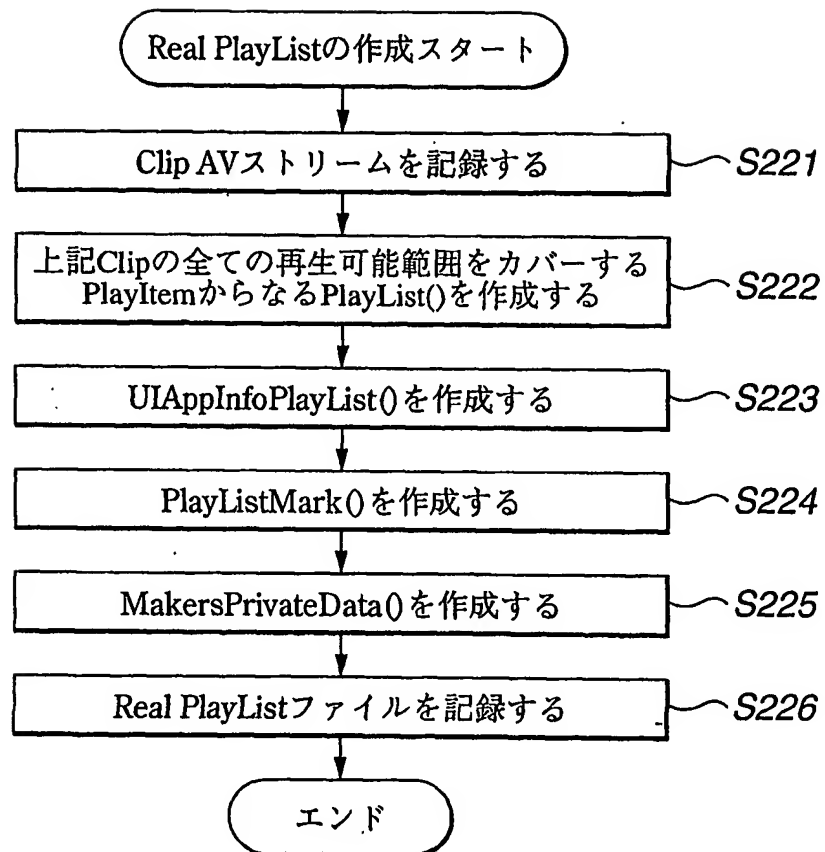 Real PlayListの作成スタート
Clip AVストリームを記録する
S221
上記Clipの全ての再生可能範囲をカバーする
PlayItemからなるPlayList()を作成する
S222
UIAppInfoPlayList()を作成する
S223
PlayListMark()を作成する
S224
MakersPrivateData()を作成する
S225
Real PlayListファイルを記録する
S226
エンド